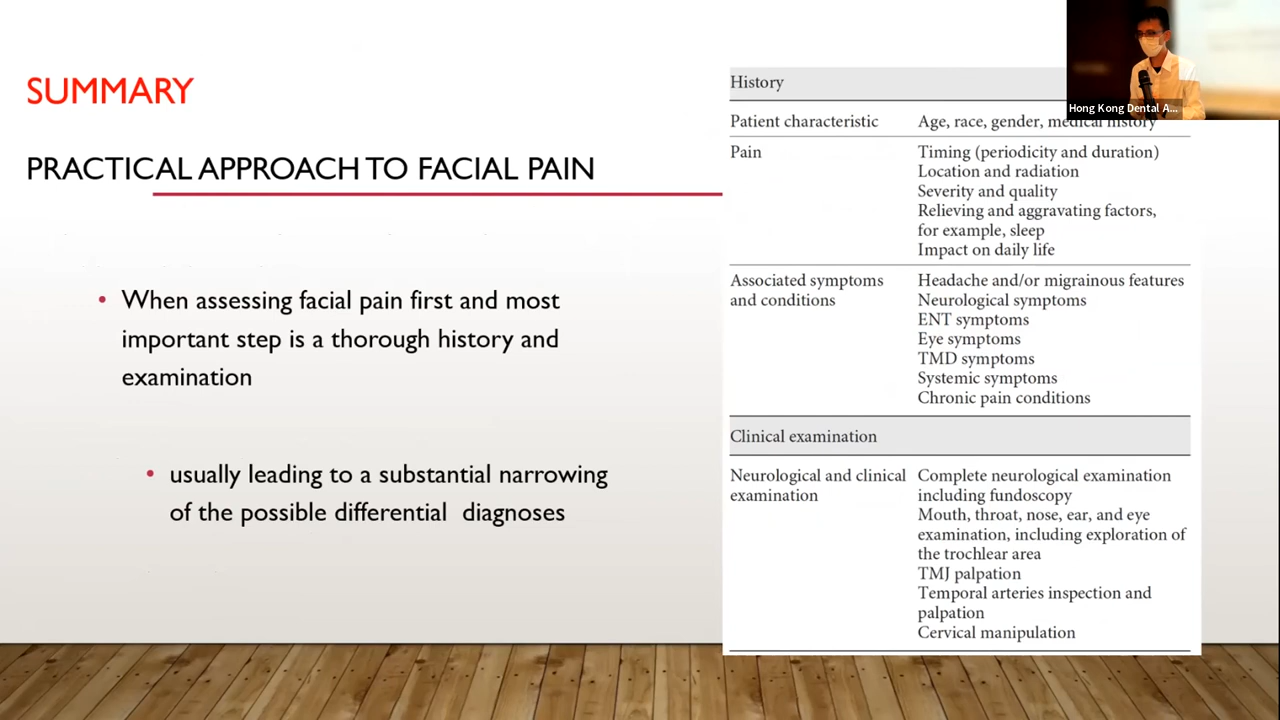 SUMMARY
PRACTICAL APPROACH TO FACIAL PAIN
• When assessing facial pain first and most
important step is a thorough history and
examination
• usually leading to a substantial narrowing
of the possible differential diagnoses
History
Patient characteristic Age, race, gender, medical history
Pain Timing (periodicity and duration)
Location and radiation
Severity and quality
Relieving and aggravating factors,
for example, sleep
Impact on daily life
Associated symptoms Headache and/or migrainous features
and conditions Neurological symptoms
ENT symptoms
Eye symptoms
TMD symptoms
Systemic symptoms
Chronic pain conditions
Clinical examination
Neurological and clinical Complete neurological examination
examination including fundoscopy
Mouth, throat, nose, ear, and eye
examination, including exploration of
the trochlear area
TMJ palpation
Temporal arteries inspection and
palpation
Cervical manipulation
Hong Kong Dental A...